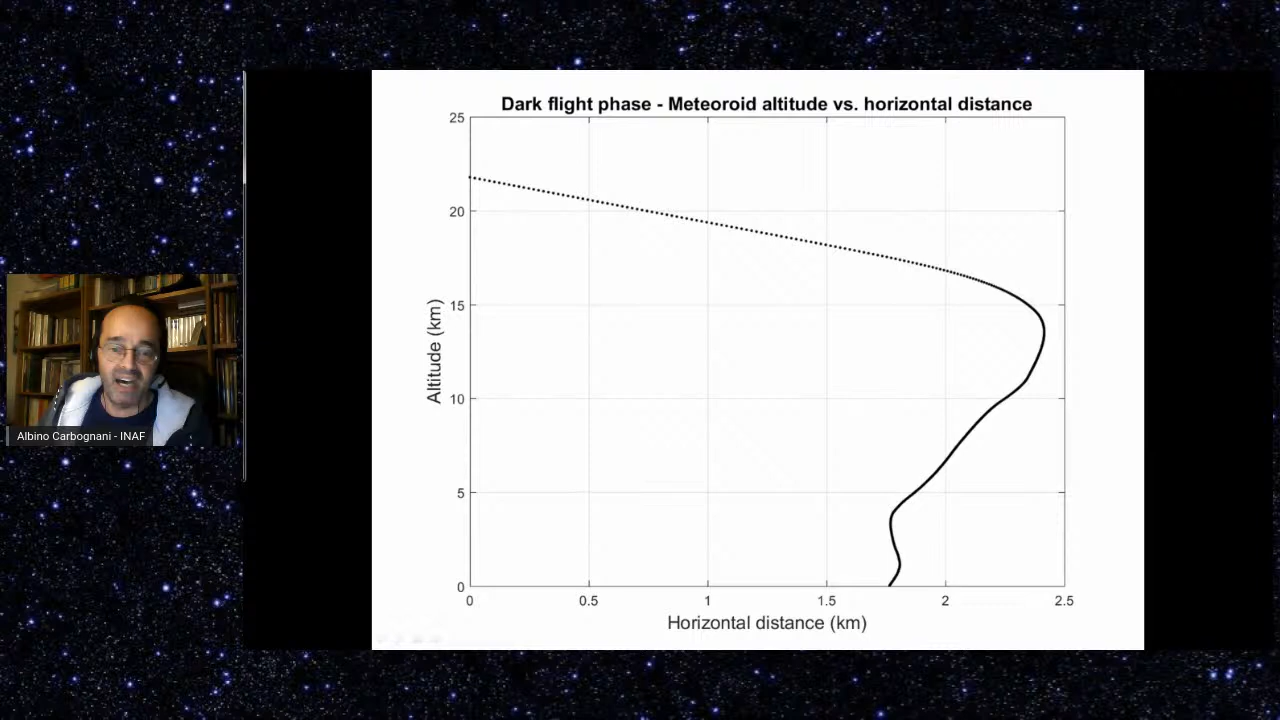 Dark flight phase - Meteoroid altitude vs. horizontal distance
25
20
15
10
5
0
Altitude (km)
0 0.5 1 1.5 2 2.5
Horizontal distance (km)
Albino Carbognani - INAF